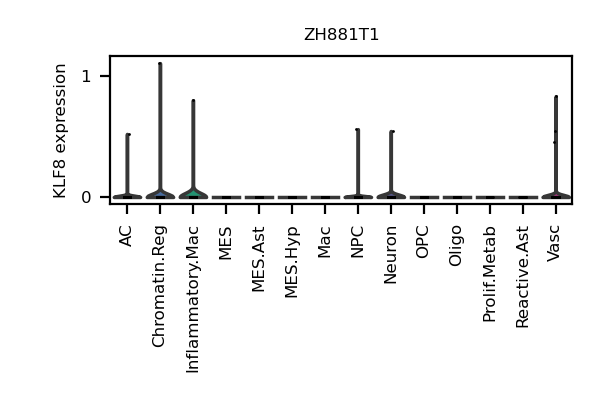 ZH881T1
KLF8 expression
1
0
AC
Chromatin.Reg
Inflammatory.Mac
MES
MES.Ast
MES.Hyp
Mac
NPC
Neuron
OPC
Oligo
Prolif.Metab
Reactive.Ast
Vasc